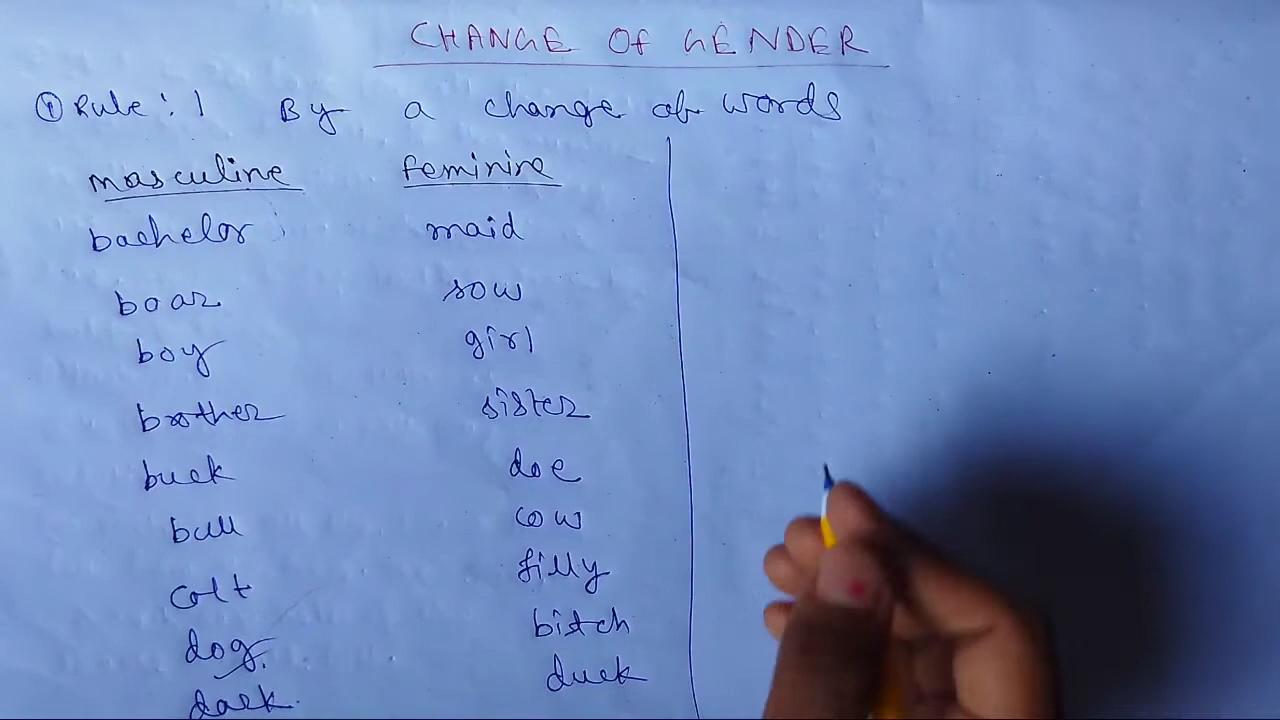 CHANGE Of GENDER
① Rule : 1 By a change of words
masculine feminine
bachelor maid
boar sow
boy girl
brother sister
buck doe
bull cow
colt filly
dog bitch
duck